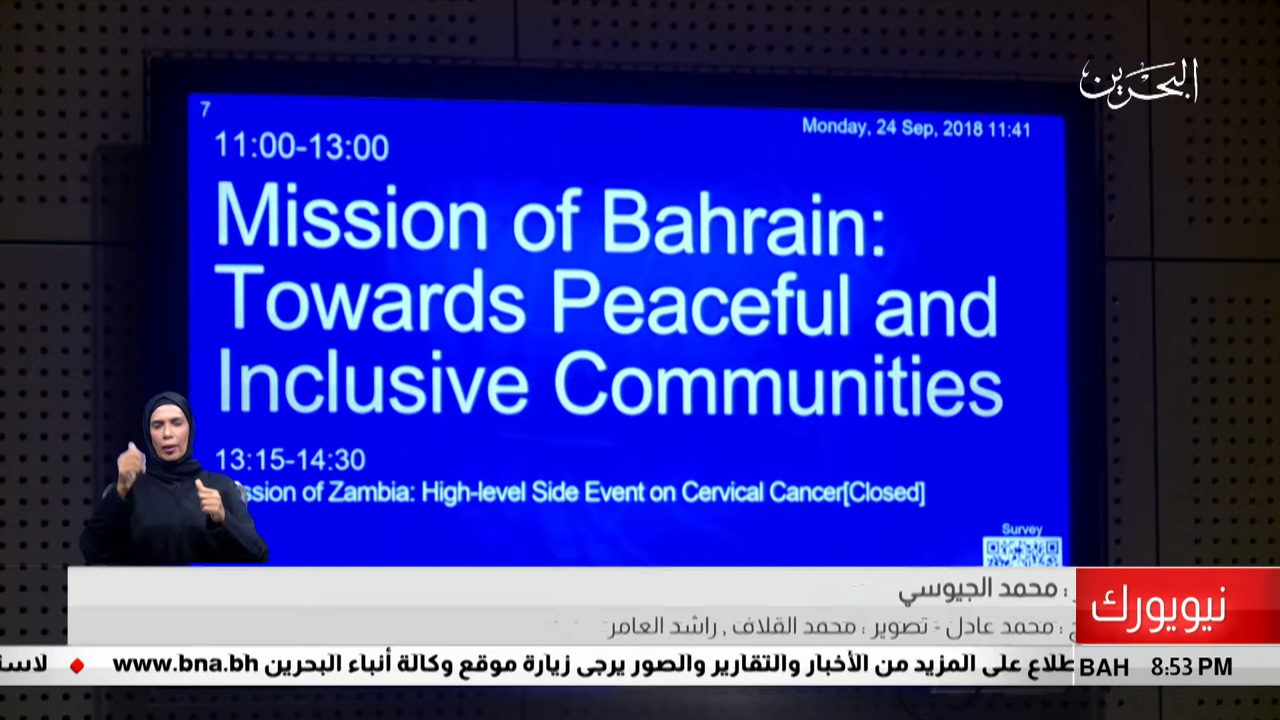 البحرين
7
Monday, 24 Sep, 2018 11:41
11:00-13:00
Mission of Bahrain:
Towards Peaceful and
Inclusive Communities
13:15-14:30
of Zambia: High-level Side Event on Cervical Cancer[Closed]
Survey
: محمد الجيوسي
نيويورك
: محمد عادل - تصوير : محمد القلاف , راشد العامر
على المزيد من الأخبار والتقارير والصور يرجى زيارة موقع وكالة أنباء البحرين www.bna.bh
BAH 8:53 PM